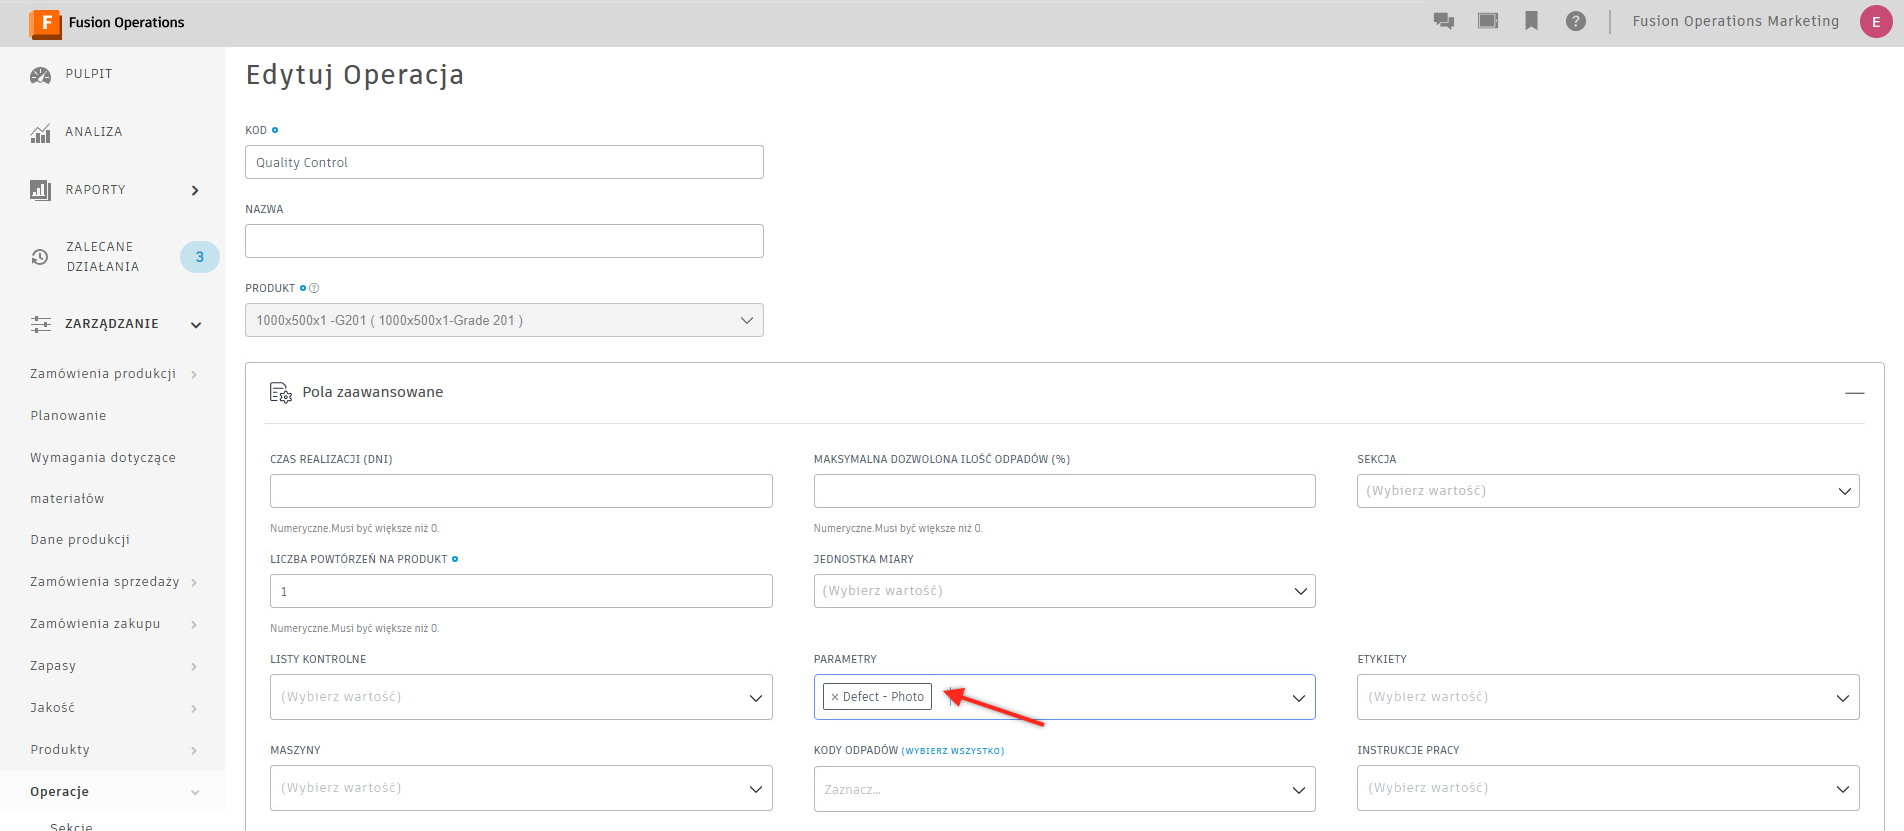 F Fusion Operations
Fusion Operations Marketing
E
PULPIT
ANALIZA
RAPORTY
ZALECANE
DZIAŁANIA
3
ZARZĄDZANIE
Zamówienia produkcji
Planowanie
Wymagania dotyczące
materiałów
Dane produkcji
Zamówienia sprzedaży
Zamówienia zakupu
Zapasy
Jakość
Produkty
Operacje
Sekcje
Edytuj Operacja
KOD
Quality Control
NAZWA
PRODUKT
1000x500x1 -G201 ( 1000x500x1-Grade 201 )
Pola zaawansowane
CZAS REALIZACJI (DNI)
Numeryczne.Musi być większe niż 0.
MAKSYMALNA DOZWOLONA ILOŚĆ ODPADÓW (%)
Numeryczne.Musi być większe niż 0.
SEKCJA
(Wybierz wartość)
LICZBA POWTÓRZEŃ NA PRODUKT
1
Numeryczne.Musi być większe niż 0.
JEDNOSTKA MIARY
(Wybierz wartość)
LISTY KONTROLNE
(Wybierz wartość)
PARAMETRY
× Defect - Photo
ETYKIETY
(Wybierz wartość)
MASZYNY
(Wybierz wartość)
KODY ODPADÓW (WYBIERZ WSZYSTKO)
Zaznacz...
INSTRUKCJE PRACY
(Wybierz wartość)